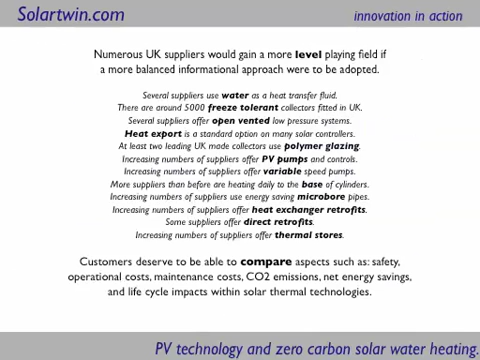 Solartwin.com
innovation in action
Numerous UK suppliers would gain a more level playing field if
a more balanced informational approach were to be adopted.
Several suppliers use water as a heat transfer fluid.
There are around 5000 freeze tolerant collectors fitted in UK.
Several suppliers offer open vented low pressure systems.
Heat export is a standard option on many solar controllers.
At least two leading UK made collectors use polymer glazing.
Increasing numbers of suppliers offer PV pumps and controls.
Increasing numbers of suppliers offer variable speed pumps.
More suppliers than before are heating daily to the base of cylinders.
Increasing numbers of suppliers use energy saving microbore pipes.
Increasing numbers of suppliers offer heat exchanger retrofits.
Some suppliers offer direct retrofits.
Increasing numbers of suppliers offer thermal stores.
Customers deserve to be able to compare aspects such as: safety,
operational costs, maintenance costs, CO2 emissions, net energy savings,
and life cycle impacts within solar thermal technologies.
PV technology and zero carbon solar water heating.